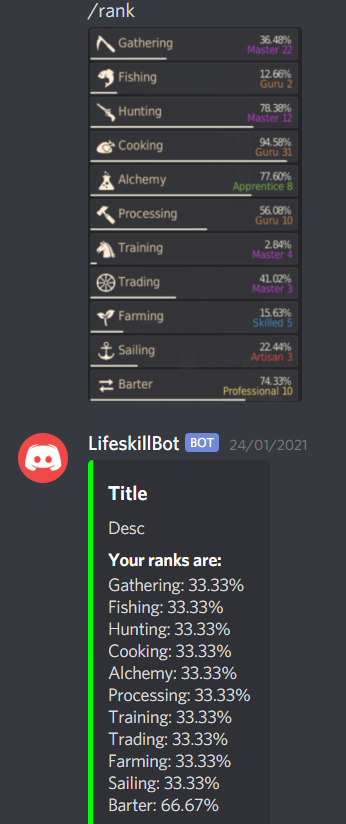 /rank
Gathering 36.48%
Master 22
Fishing 12.66%
Guru 2
Hunting 78.38%
Master 12
Cooking 94.58%
Guru 31
Alchemy 77.60%
Apprentice 8
Processing 56.08%
Guru 10
Training 2.84%
Master 4
Trading 41.02%
Master 3
Farming 15.63%
Skilled 5
Sailing 22.44%
Artisan 3
Barter 74.33%
Professional 10
LifeskillBot BOT 24/01/2021
Title
Desc
Your ranks are:
Gathering: 33.33%
Fishing: 33.33%
Hunting: 33.33%
Cooking: 33.33%
Alchemy: 33.33%
Processing: 33.33%
Training: 33.33%
Trading: 33.33%
Farming: 33.33%
Sailing: 33.33%
Barter: 66.67%